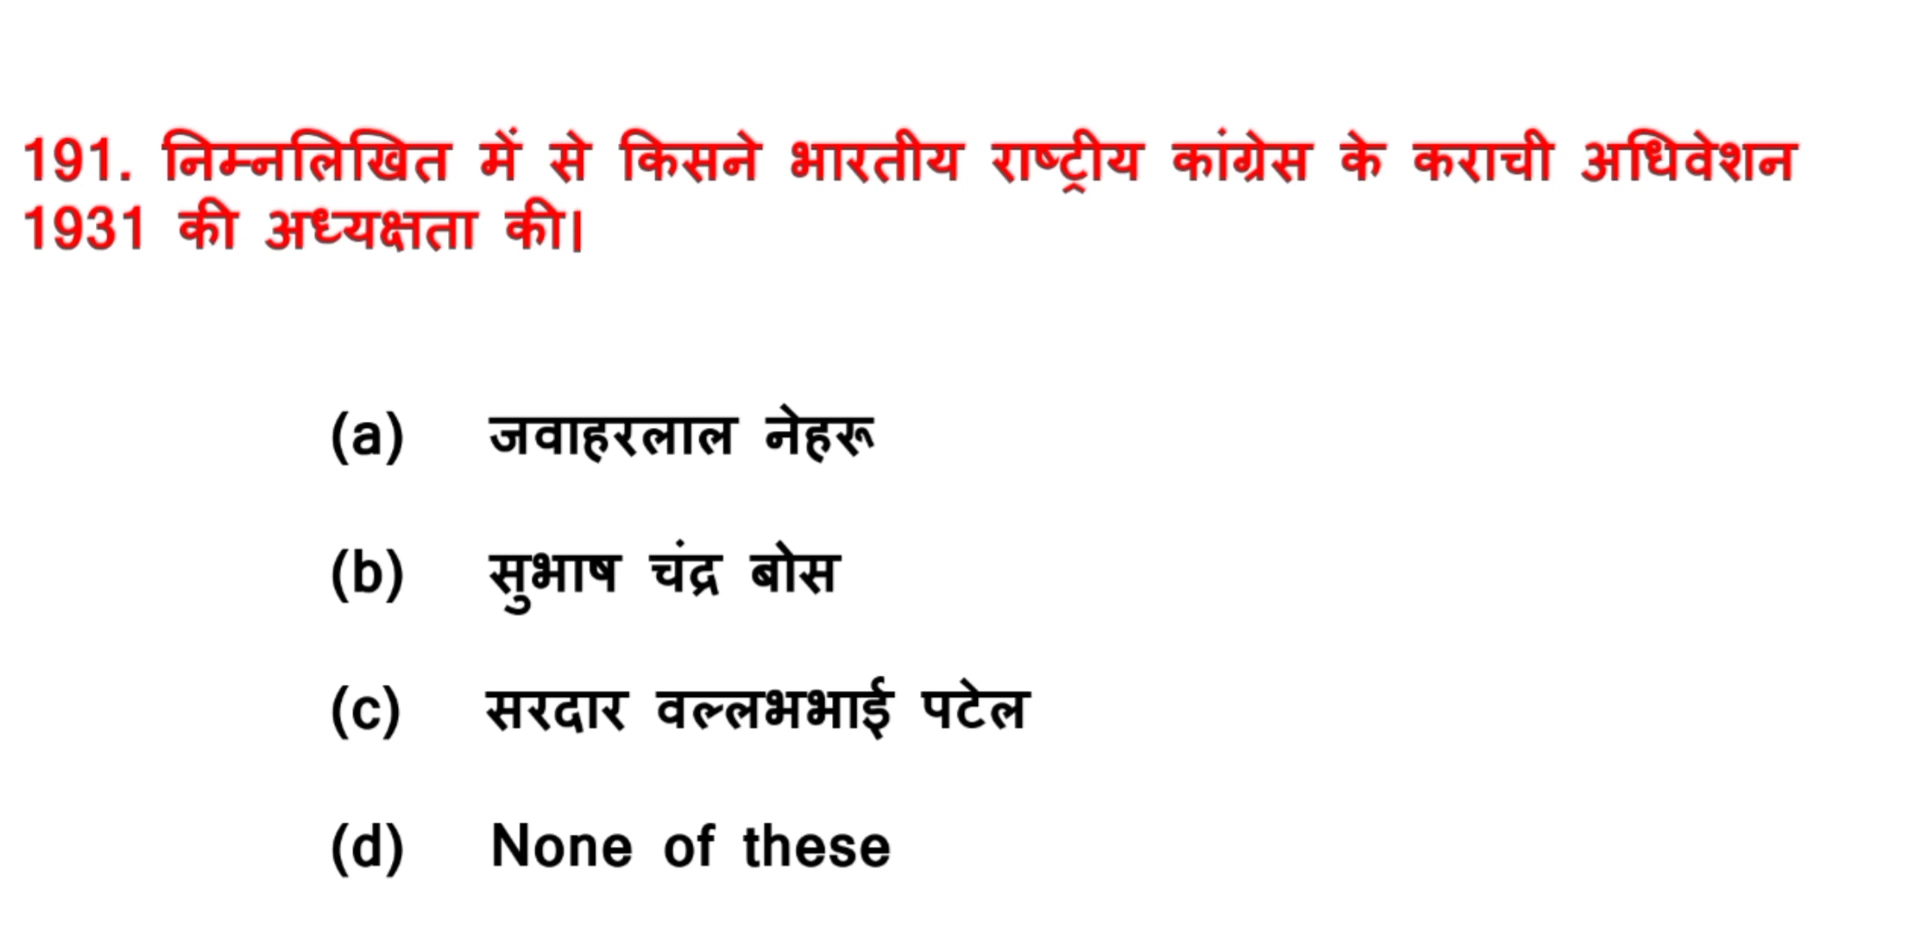 191. निम्नलिखित में से किसने भारतीय राष्ट्रीय कांग्रेस के कराची अधिवेशन
1931 की अध्यक्षता की।
(a) जवाहरलाल नेहरू
(b) सुभाष चंद्र बोस
(c) सरदार वल्लभभाई पटेल
(d) None of these